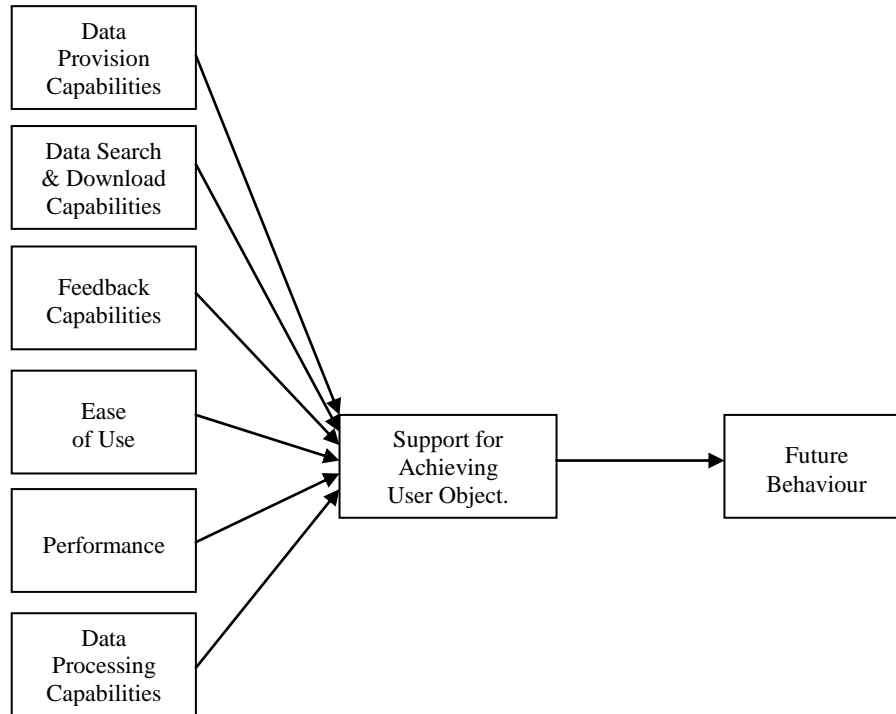 Data
Provision
Capabilities
Data Search
& Download
Capabilities
Feedback
Capabilities
Ease
of Use
Performance
Data
Processing
Capabilities
Support for
Achieving
User Object.
Future
Behaviour